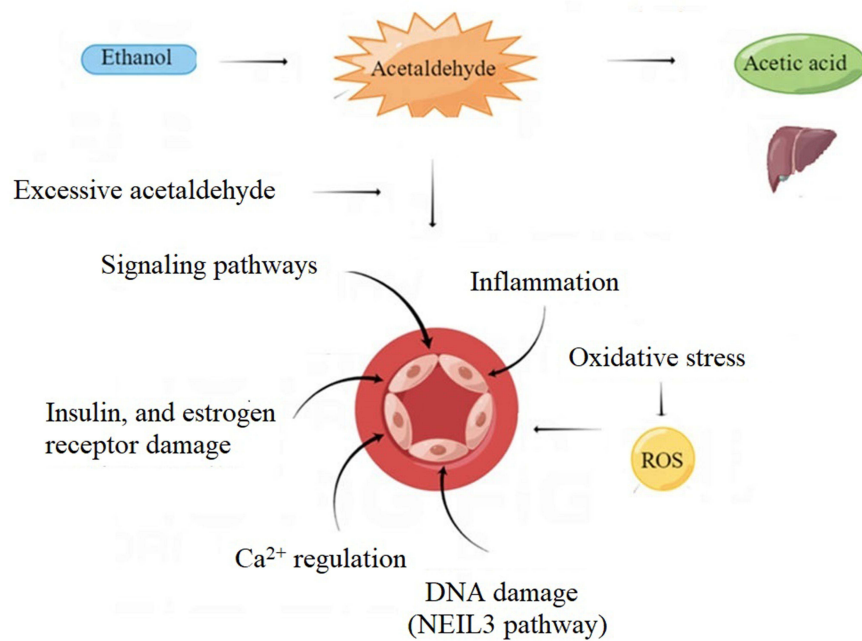 Ethanol
Acetaldehyde
Acetic acid
Excessive acetaldehyde
Signaling pathways
Inflammation
Oxidative stress
Insulin, and estrogen
receptor damage
ROS
Ca²⁺ regulation
DNA damage
(NEIL3 pathway)